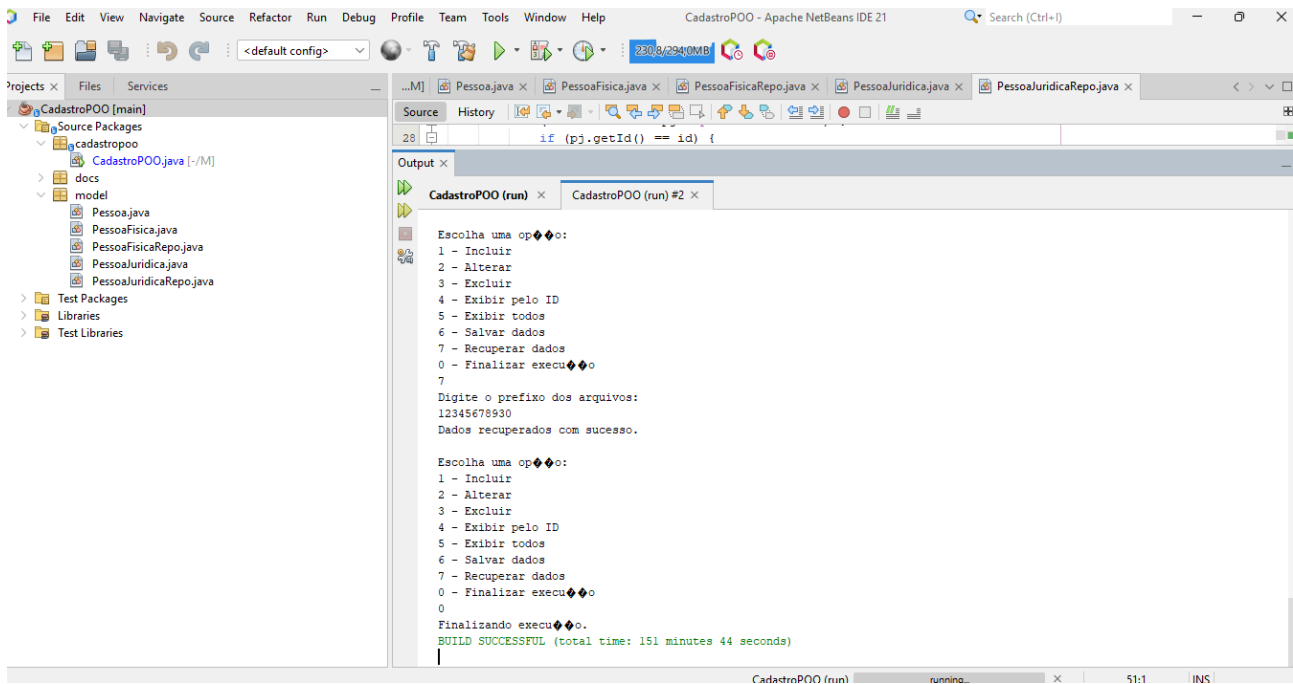 File Edit View Navigate Source Refactor Run Debug Profile Team Tools Window Help CadastroPOO - Apache NetBeans IDE 21 Search (Ctrl+I)
<default config> 230,8/294,0MB
Projects Files Services
...M] Pessoa.java PessoaFisica.java PessoaFisicaRepo.java PessoaJuridica.java PessoaJuridicaRepo.java
CadastroPOO [main]
Source Packages
cadastropoo
CadastroPOO.java [-/M]
docs
model
Pessoa.java
PessoaFisica.java
PessoaFisicaRepo.java
PessoaJuridica.java
PessoaJuridicaRepo.java
Test Packages
Libraries
Test Libraries
Source History
28 if (pj.getId() == id) {
Output
CadastroPOO (run) CadastroPOO (run) #2
Escolha uma op��o:
1 - Incluir
2 - Alterar
3 - Excluir
4 - Exibir pelo ID
5 - Exibir todos
6 - Salvar dados
7 - Recuperar dados
0 - Finalizar execu��o
7
Digite o prefixo dos arquivos:
12345678930
Dados recuperados com sucesso.
Escolha uma op��o:
1 - Incluir
2 - Alterar
3 - Excluir
4 - Exibir pelo ID
5 - Exibir todos
6 - Salvar dados
7 - Recuperar dados
0 - Finalizar execu��o
0
Finalizando execu��o.
BUILD SUCCESSFUL (total time: 151 minutes 44 seconds)
CadastroPOO (run) running... 51:1 INS